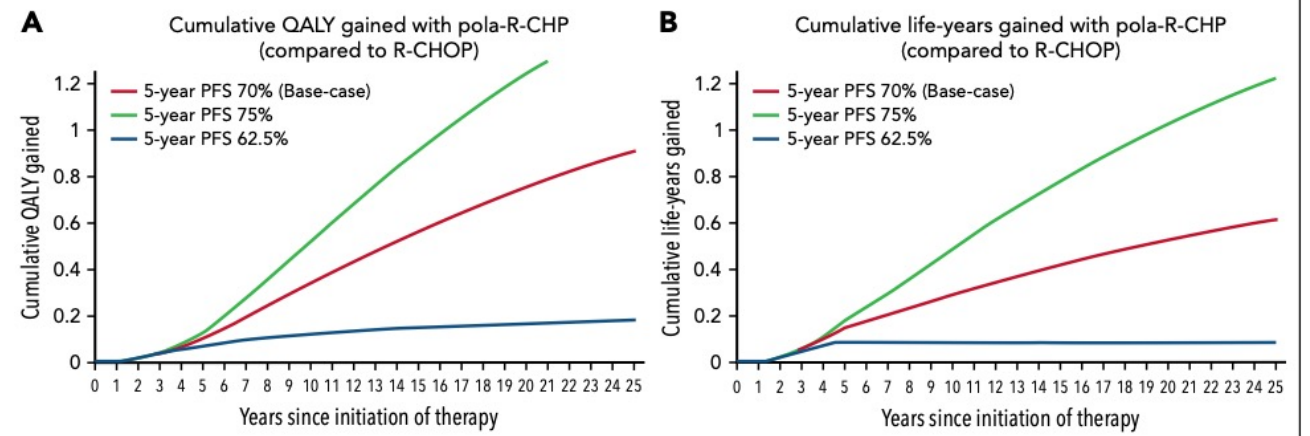 A
Cumulative QALY gained with pola-R-CHP
(compared to R-CHOP)
5-year PFS 70% (Base-case)
5-year PFS 75%
5-year PFS 62.5%
Cumulative QALY gained
1.2
1
0.8
0.6
0.4
0.2
0
0 1 2 3 4 5 6 7 8 9 10 11 12 13 14 15 16 17 18 19 20 21 22 23 24 25
Years since initiation of therapy
B
Cumulative life-years gained with pola-R-CHP
(compared to R-CHOP)
5-year PFS 70% (Base-case)
5-year PFS 75%
5-year PFS 62.5%
Cumulative life-years gained
1.2
1
0.8
0.6
0.4
0.2
0
0 1 2 3 4 5 6 7 8 9 10 11 12 13 14 15 16 17 18 19 20 21 22 23 24 25
Years since initiation of therapy